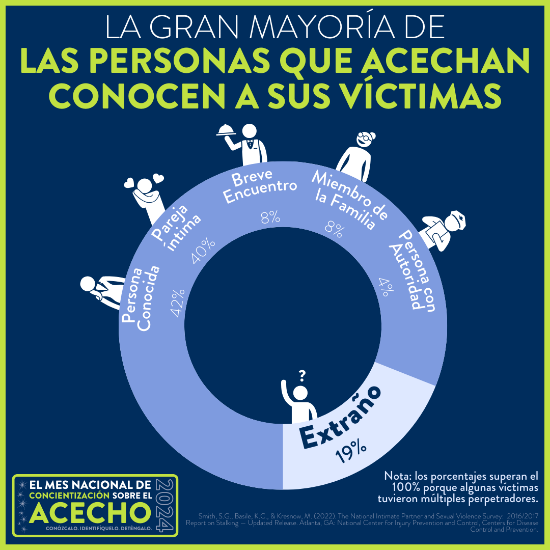 LA GRAN MAYORÍA DE
LAS PERSONAS QUE ACECHAN
CONOCEN A SUS VÍCTIMAS
Persona
Conocida
42%
Pareja
íntima
40%
Breve
Encuentro
8%
Miembro de
la Familia
8%
Persona con
Autoridad
4%
?
Extraño
19%
Nota: los porcentajes superan el
100% porque algunas víctimas
tuvieron múltiples perpetradores.
EL MES NACIONAL DE
CONCIENTIZACIÓN SOBRE EL
ACECHO
CONÓZCALO. IDENTIFÍQUELO. DETÉNGALO.
2024
Smith, S.G., Basile, K.C., & Kresnow, M. (2022). The National Intimate Partner and Sexual Violence Survey: 2016/2017
Report on Stalking — Updated Release. Atlanta, GA: National Center for Injury Prevention and Control, Centers for Disease
Control and Prevention.